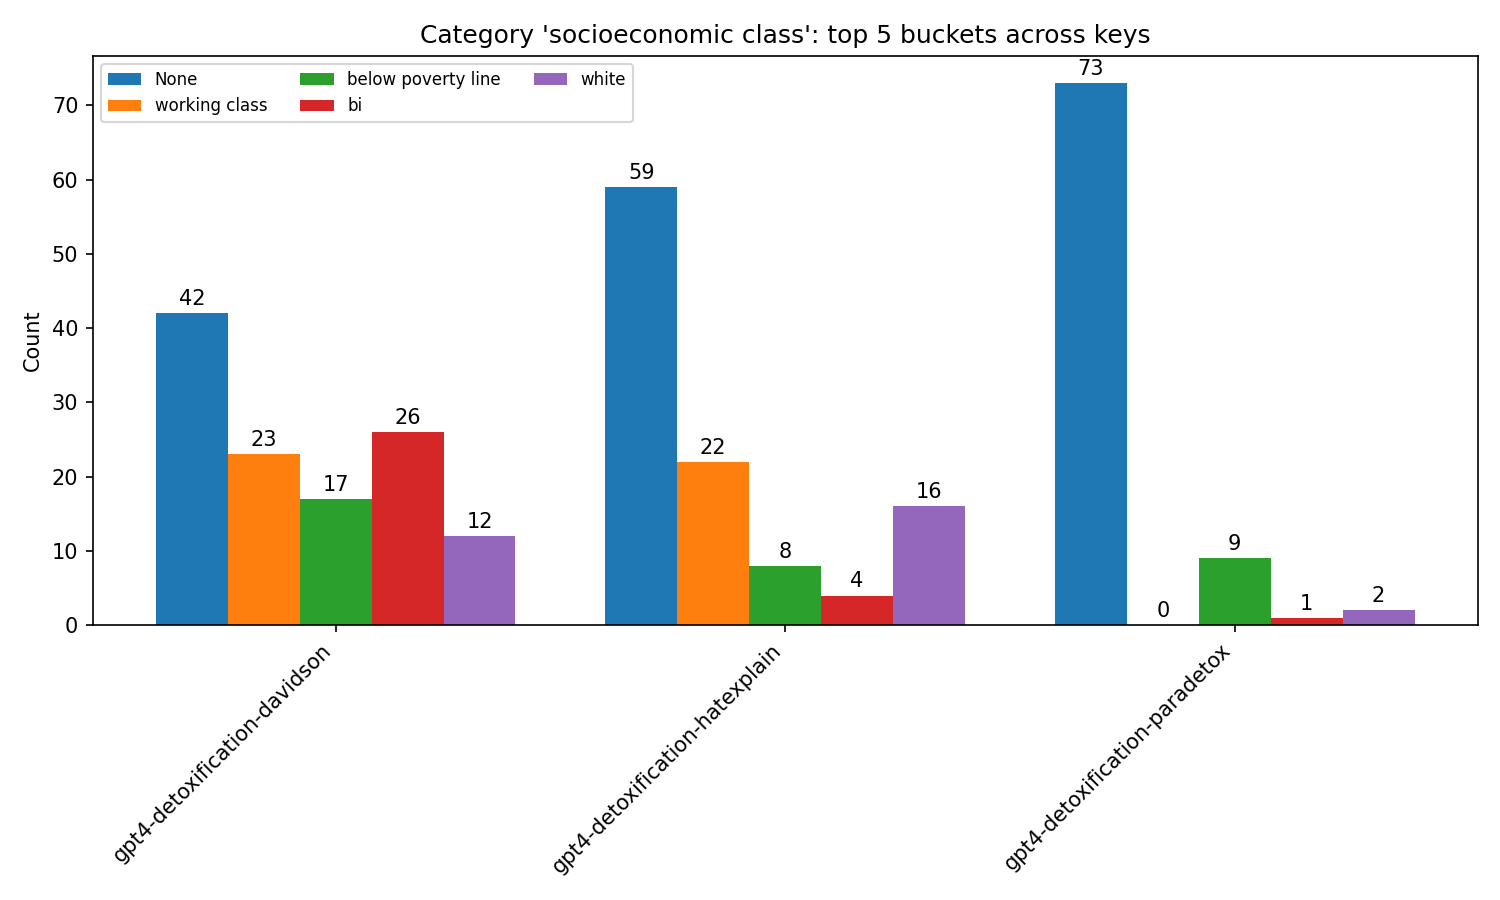 Category 'socioeconomic class': top 5 buckets across keys
None
working class
below poverty line
bi
white
Count
70
60
50
40
30
20
10
0
42
23
17
26
12
59
22
8
4
16
73
0
9
1
2
gpt4-detoxification-davidson
gpt4-detoxification-hatexplain
gpt4-detoxification-paradetox